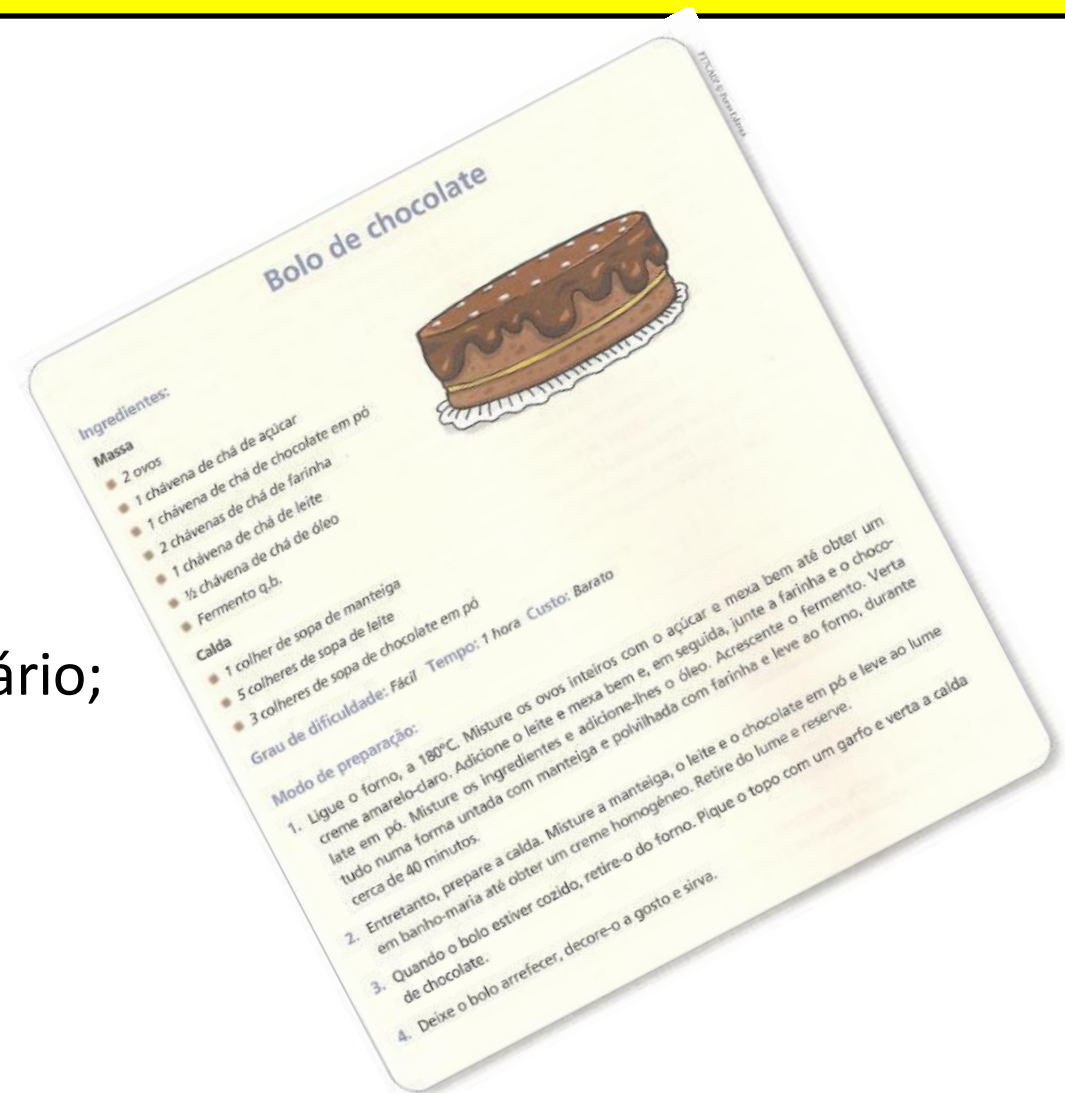 Bolo de chocolate
Ingredientes:
Massa
2 ovos
1 chávena de chá de açúcar
1 chávena de chá de chocolate em pó
2 chávenas de chá de farinha
1 chávena de chá de leite
½ chávena de chá de óleo
Fermento q.b.
Calda
1 colher de sopa de manteiga
5 colheres de sopa de leite
3 colheres de sopa de chocolate em pó
Grau de dificuldade: Fácil Tempo: 1 hora Custo: Barato
Modo de preparação:
1. Ligue o forno, a 180°C. Misture os ovos inteiros com o açúcar e mexa bem até obter um
creme amarelo-claro. Adicione o leite e mexa bem e, em seguida, junte a farinha e o choco-
late em pó. Misture os ingredientes e adicione-lhes o óleo. Acrescente o fermento. Verta
tudo numa forma untada com manteiga e polvilhada com farinha e leve ao forno, durante
cerca de 40 minutos.
2. Entretanto, prepare a calda. Misture a manteiga, o leite e o chocolate em pó e leve ao lume
em banho-maria até obter um creme homogéneo. Retire do lume e reserve.
3. Quando o bolo estiver cozido, retire-o do forno. Pique o topo com um garfo e verta a calda
de chocolate.
4. Deixe o bolo arrefecer, decore-o a gosto e sirva.
ário;
© Porto Editora